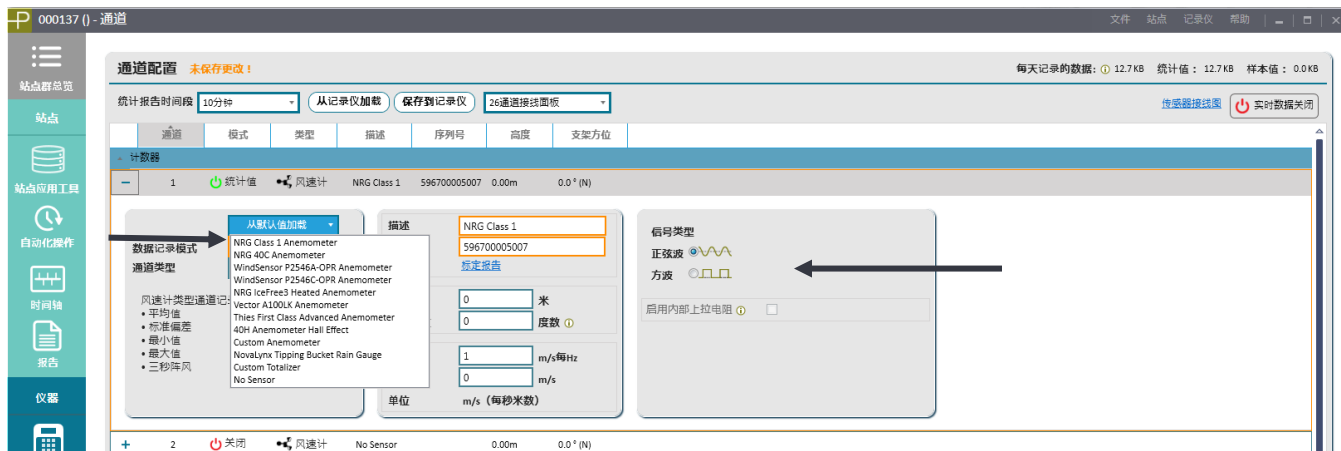 000137 () - 通道
文件 站点 记录仪 帮助
站点群总览
站点
站点应用工具
自动化操作
时间轴
报告
仪器
通道配置 未保存更改！
每天记录的数据: 12.7KB 统计值： 12.7KB 样本值： 0.0KB
统计报告时间段 10分钟 从记录仪加载 保存到记录仪 26通道接线面板 传感器接线图 实时数据关闭
通道 模式 类型 描述 序列号 高度 支架方位
计数器
1 统计值 风速计 NRG Class 1 596700005007 0.00m 0.0 ° (N)
从默认值加载
数据记录模式
通道类型
NRG Class 1 Anemometer
NRG 40C Anemometer
WindSensor P2546A-OPR Anemometer
WindSensor P2546C-OPR Anemometer
NRG IceFree3 Heated Anemometer
Vector A100LK Anemometer
Thies First Class Advanced Anemometer
40H Anemometer Hall Effect
Custom Anemometer
NovaLynx Tipping Bucket Rain Gauge
Custom Totalizer
No Sensor
风速计类型通道记
• 平均值
• 标准偏差
• 最小值
• 最大值
• 三秒阵风
描述 NRG Class 1
596700005007
标定报告
0 米
0 度数
1 m/s每Hz
0 m/s
单位 m/s（每秒米数）
信号类型
正弦波
方波
启用内部上拉电阻
2 关闭 风速计 No Sensor 0.00m 0.0 ° (N)